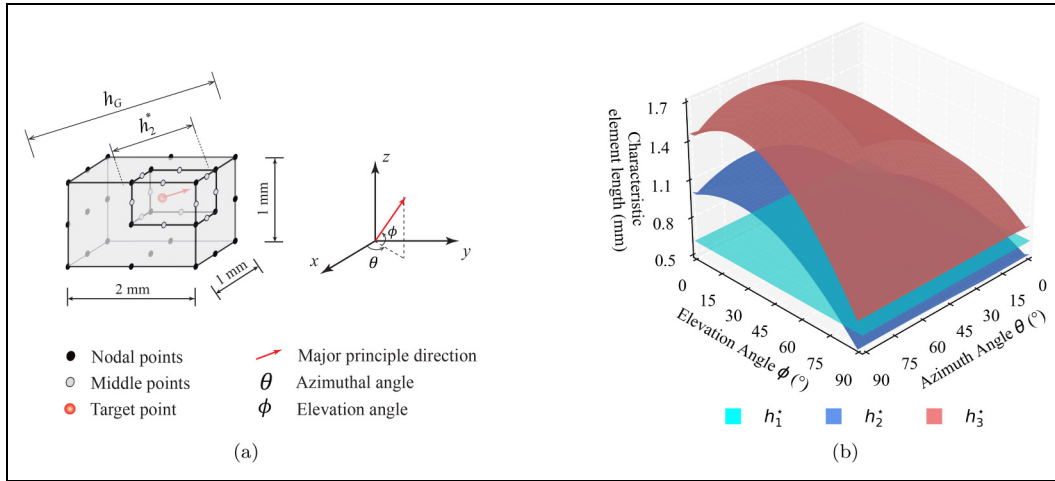 h_G
h_2^*
1 mm
1 mm
2 mm
z
ϕ
x
θ
y
Nodal points
Middle points
Target point
Major principle direction
θ Azimuthal angle
ϕ Elevation angle
(a)
Characteristic
element length (mm)
1.7
1.4
1.1
0.8
0.5
0
15
30
45
60
75
90
Elevation Angle ϕ (°)
0
15
30
45
60
75
90
Azimuth Angle θ (°)
h_1^*
h_2^*
h_3^*
(b)